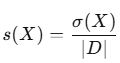 s(X) = σ(X) / |D|